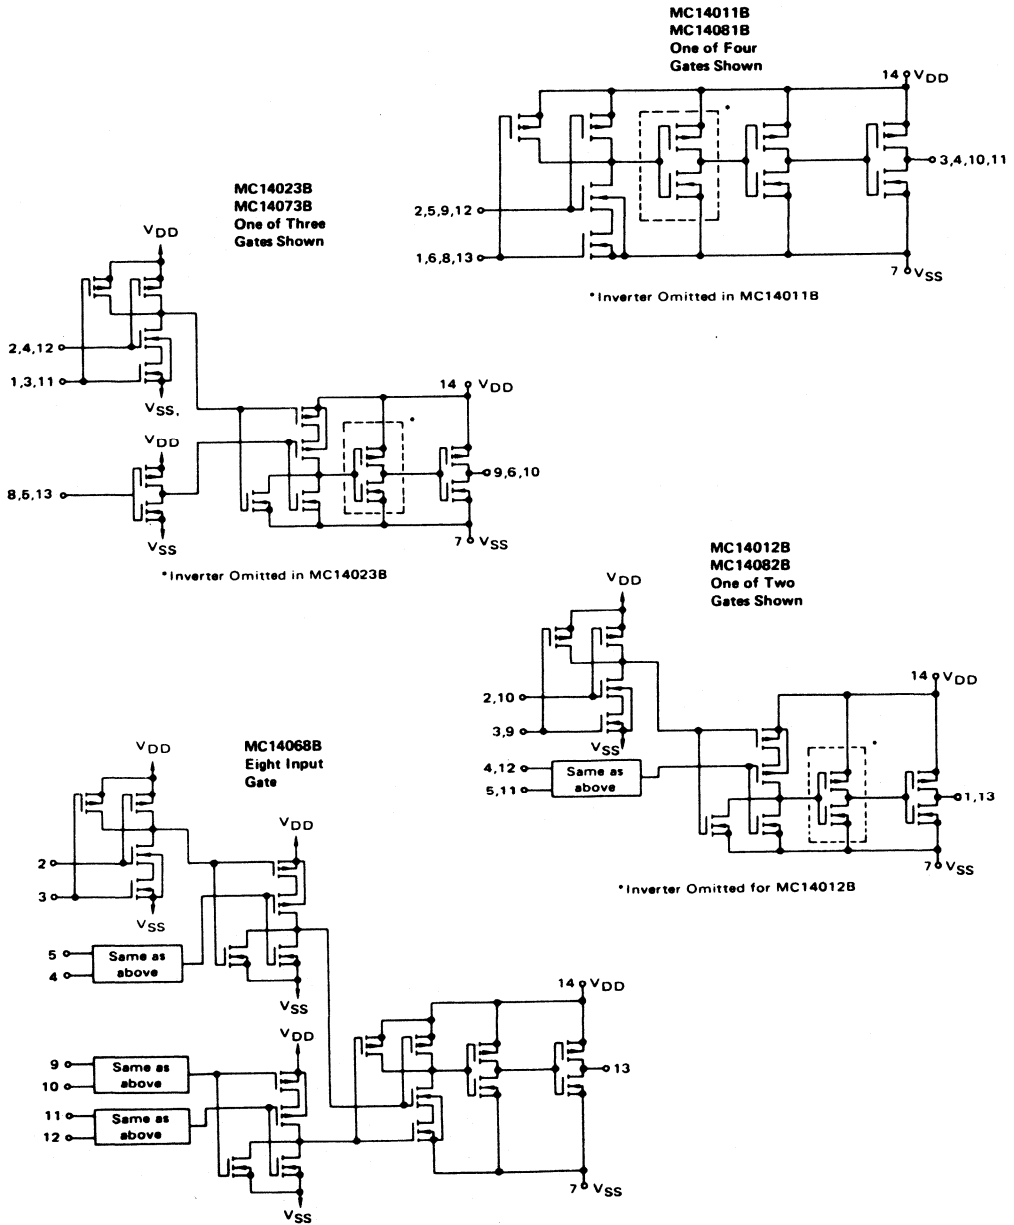 MC14011B
MC14081B
One of Four
Gates Shown
14 VDD
3,4,10,11
2,5,9,12
1,6,8,13
7 VSS
*
*Inverter Omitted in MC14011B
MC14023B
MC14073B
One of Three
Gates Shown
VDD
2,4,12
1,3,11
VSS.
VDD
8,5,13
VSS
14 VDD
*
9,6,10
7 VSS
*Inverter Omitted in MC14023B
MC14012B
MC14082B
One of Two
Gates Shown
VDD
2,10
3,9
VSS
4,12
5,11
Same as
above
14 VDD
*
1,13
7 VSS
*Inverter Omitted for MC14012B
MC14068B
Eight Input
Gate
VDD
2
3
VSS
5
4
Same as
above
VDD
VSS
9
10
Same as
above
11
12
Same as
above
VDD
VSS
14 VDD
13
7 VSS